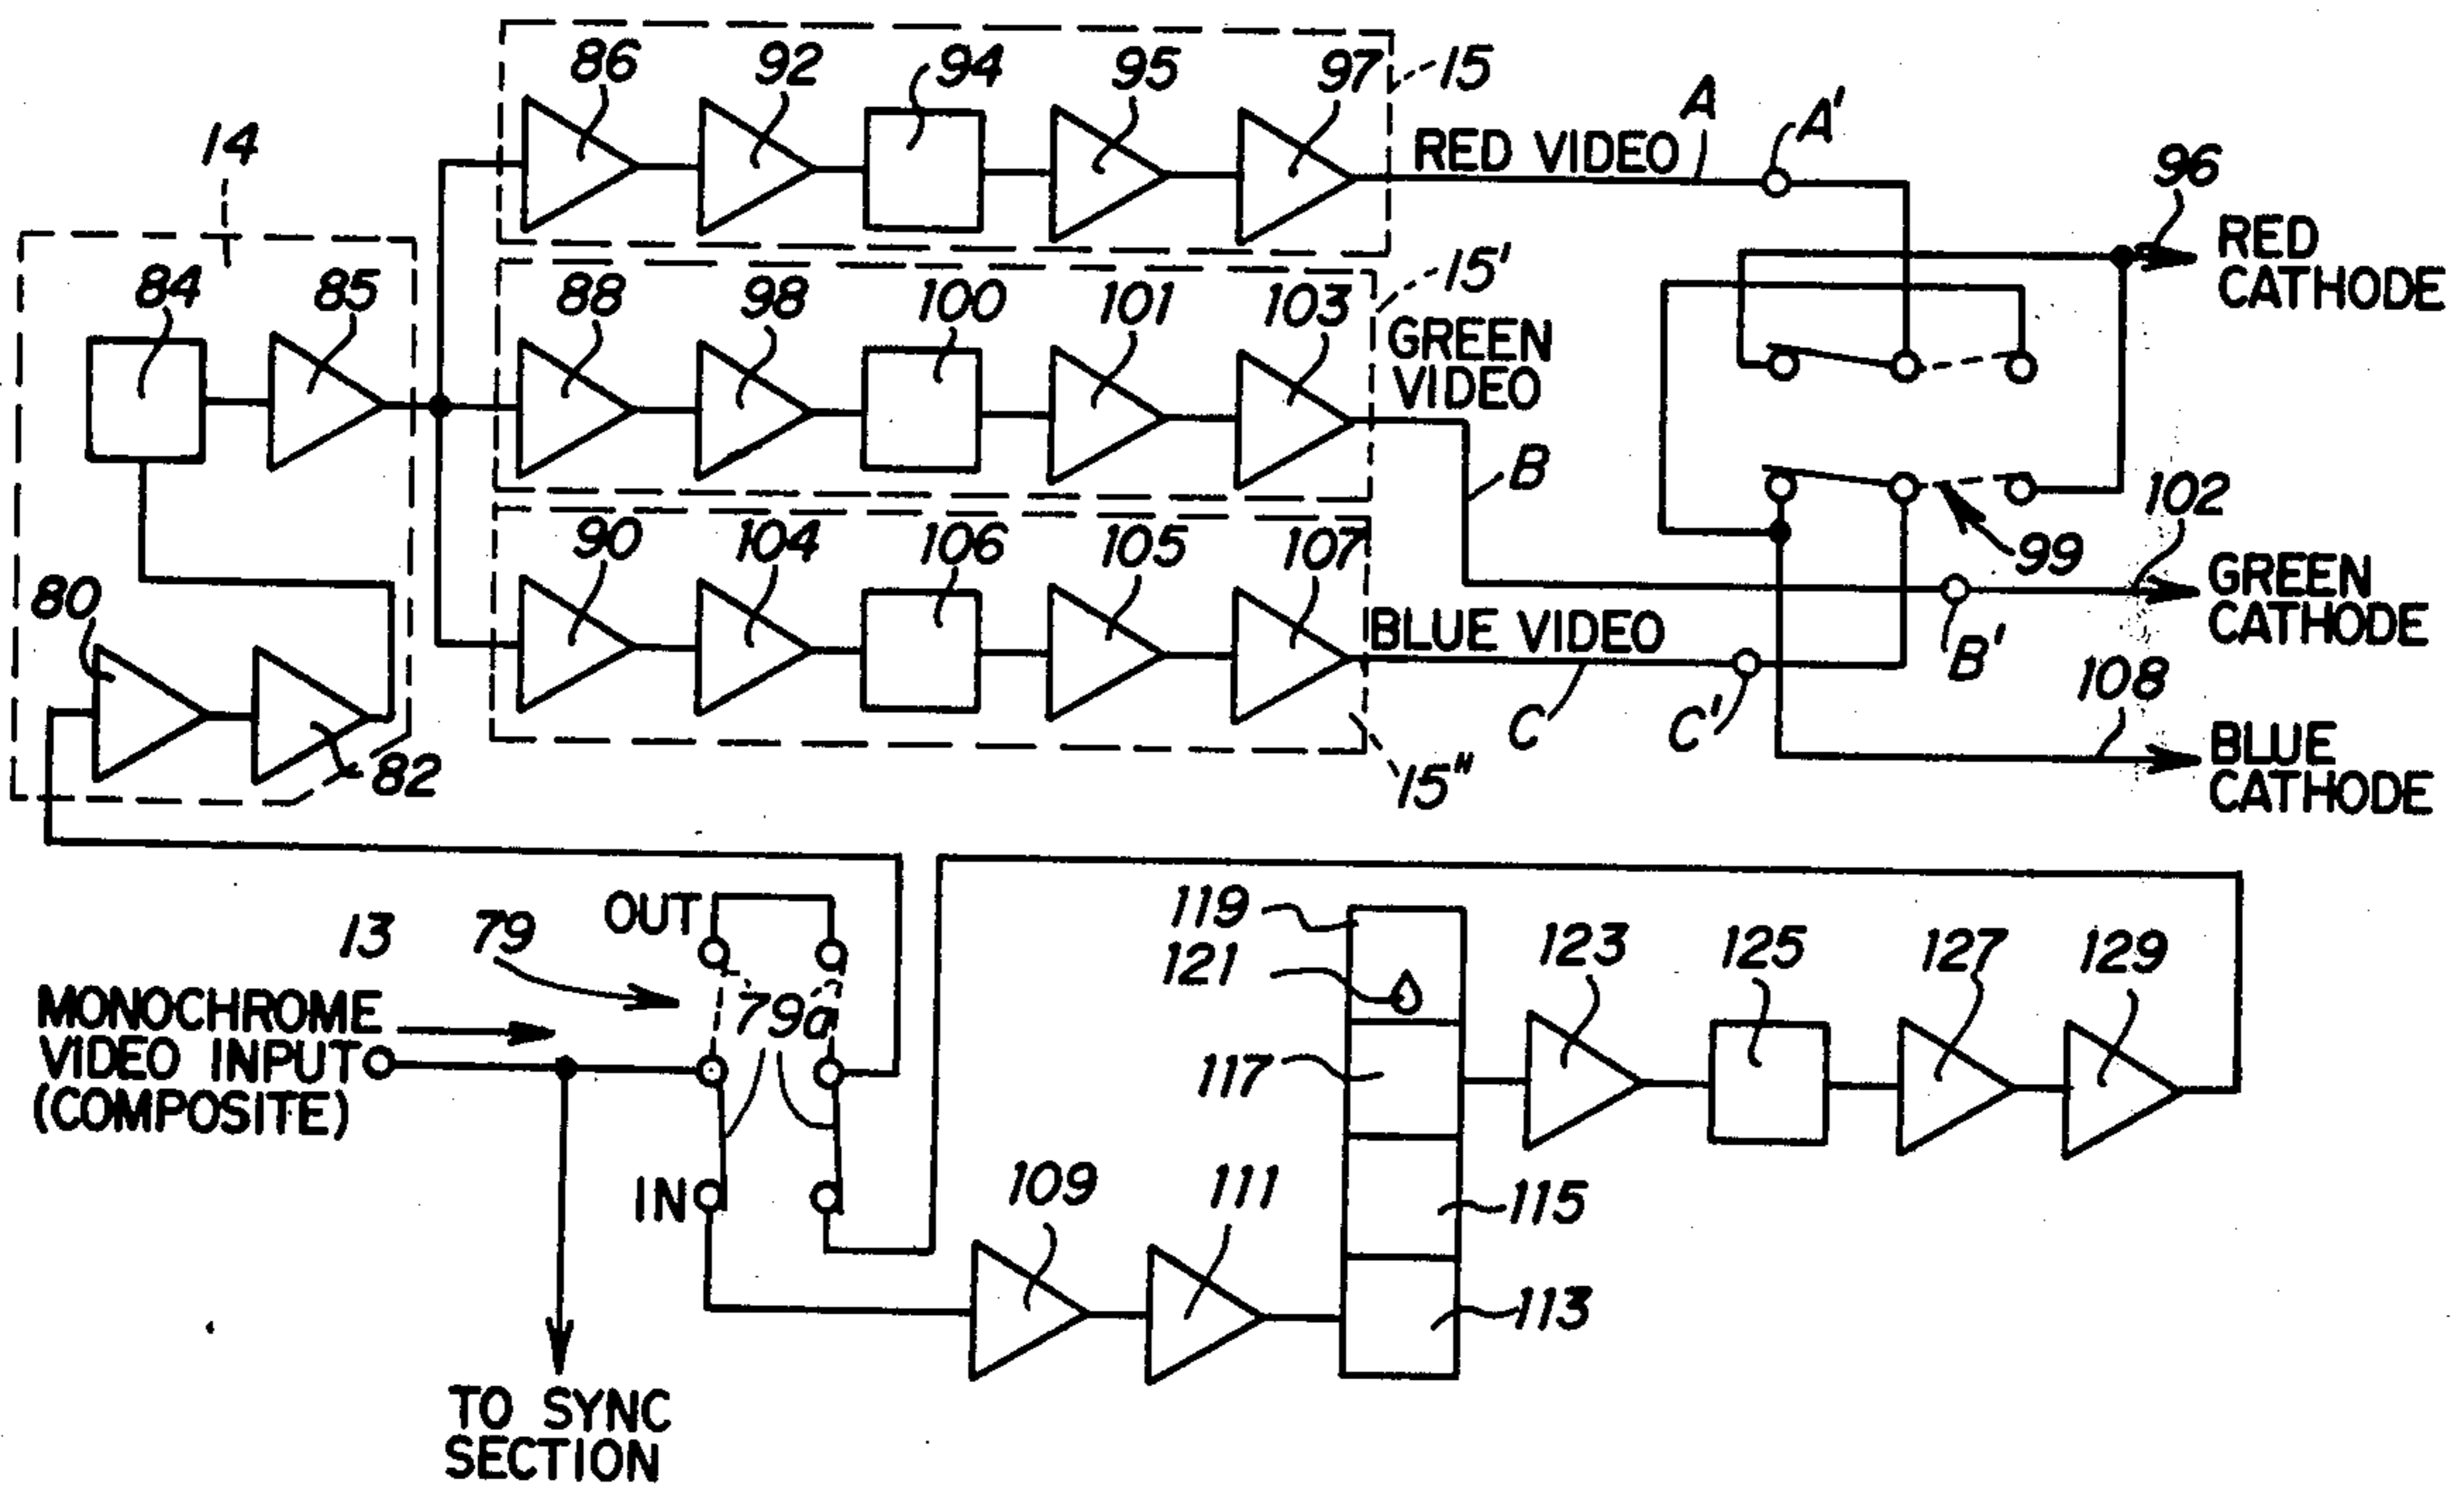 86
92
94
95
97
15
A
A'
RED VIDEO
14
96
RED
CATHODE
84
85
88
98
100
101
103
15'
GREEN
VIDEO
B
99
102
GREEN
CATHODE
B'
80
82
90
104
106
105
107
BLUE VIDEO
C
C'
15"
108
BLUE
CATHODE
13
79
OUT
79a
MONOCHROME
VIDEO INPUT
(COMPOSITE)
IN
TO SYNC
SECTION
109
111
119
121
117
115
113
123
125
127
129